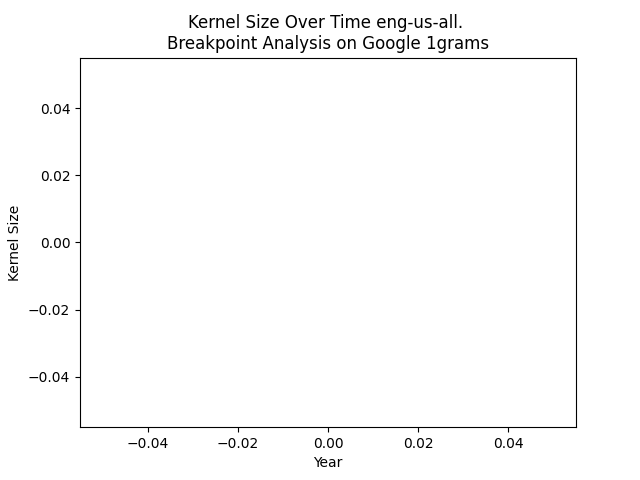 Kernel Size Over Time eng-us-all.
Breakpoint Analysis on Google 1grams
Kernel Size
0.04
0.02
0.00
−0.02
−0.04
−0.04
−0.02
0.00
0.02
0.04
Year